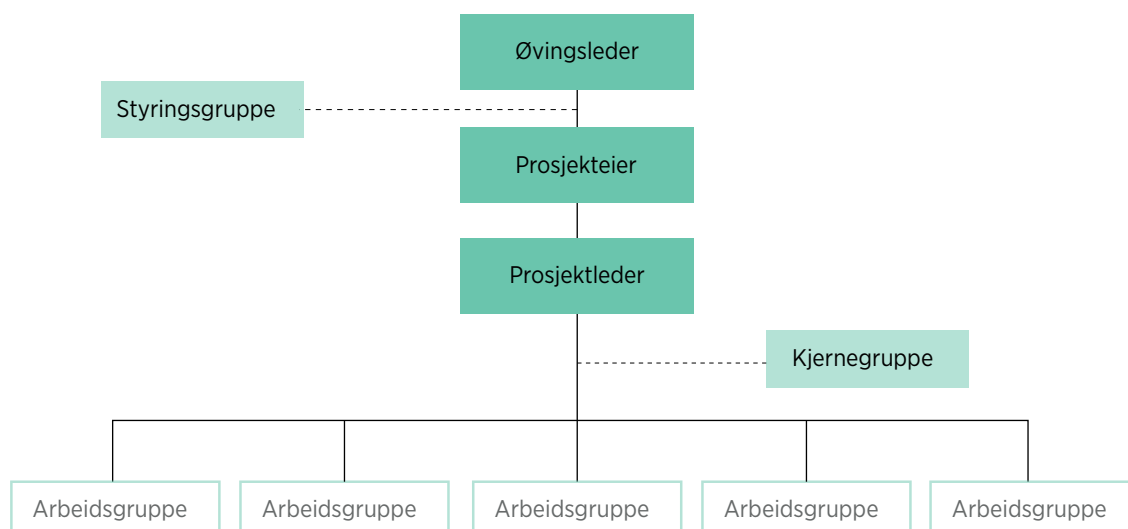 Øvingsleder
Styringsgruppe
Prosjekteier
Prosjektleder
Kjernegruppe
Arbeidsgruppe
Arbeidsgruppe
Arbeidsgruppe
Arbeidsgruppe
Arbeidsgruppe